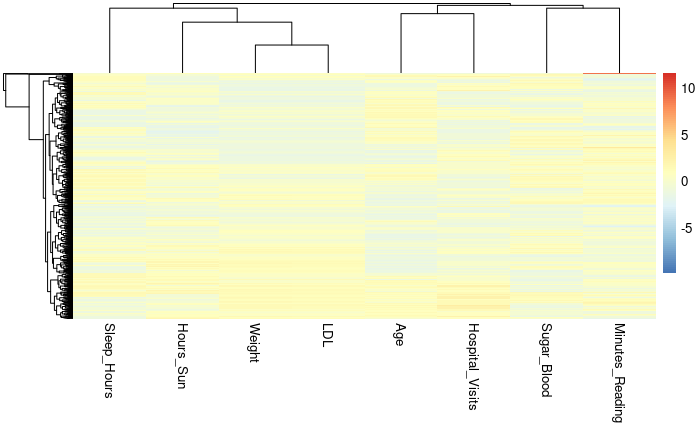 10
5
0
-5
Sleep_Hours
Hours_Sun
Weight
LDL
Age
Hospital_Visits
Sugar_Blood
Minutes_Reading